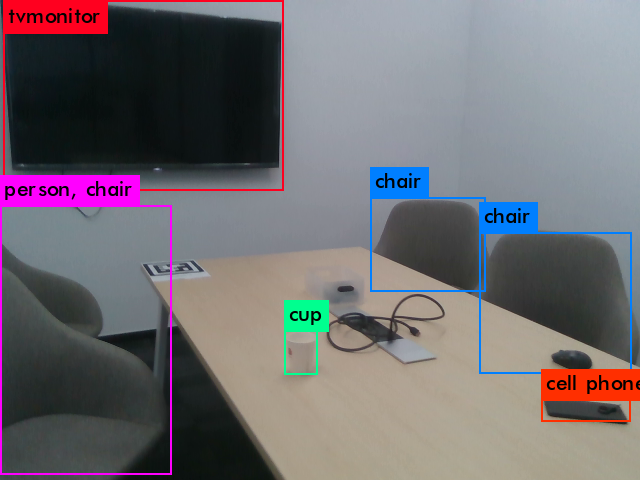 tvmonitor
person, chair
chair
chair
cup
cell phone